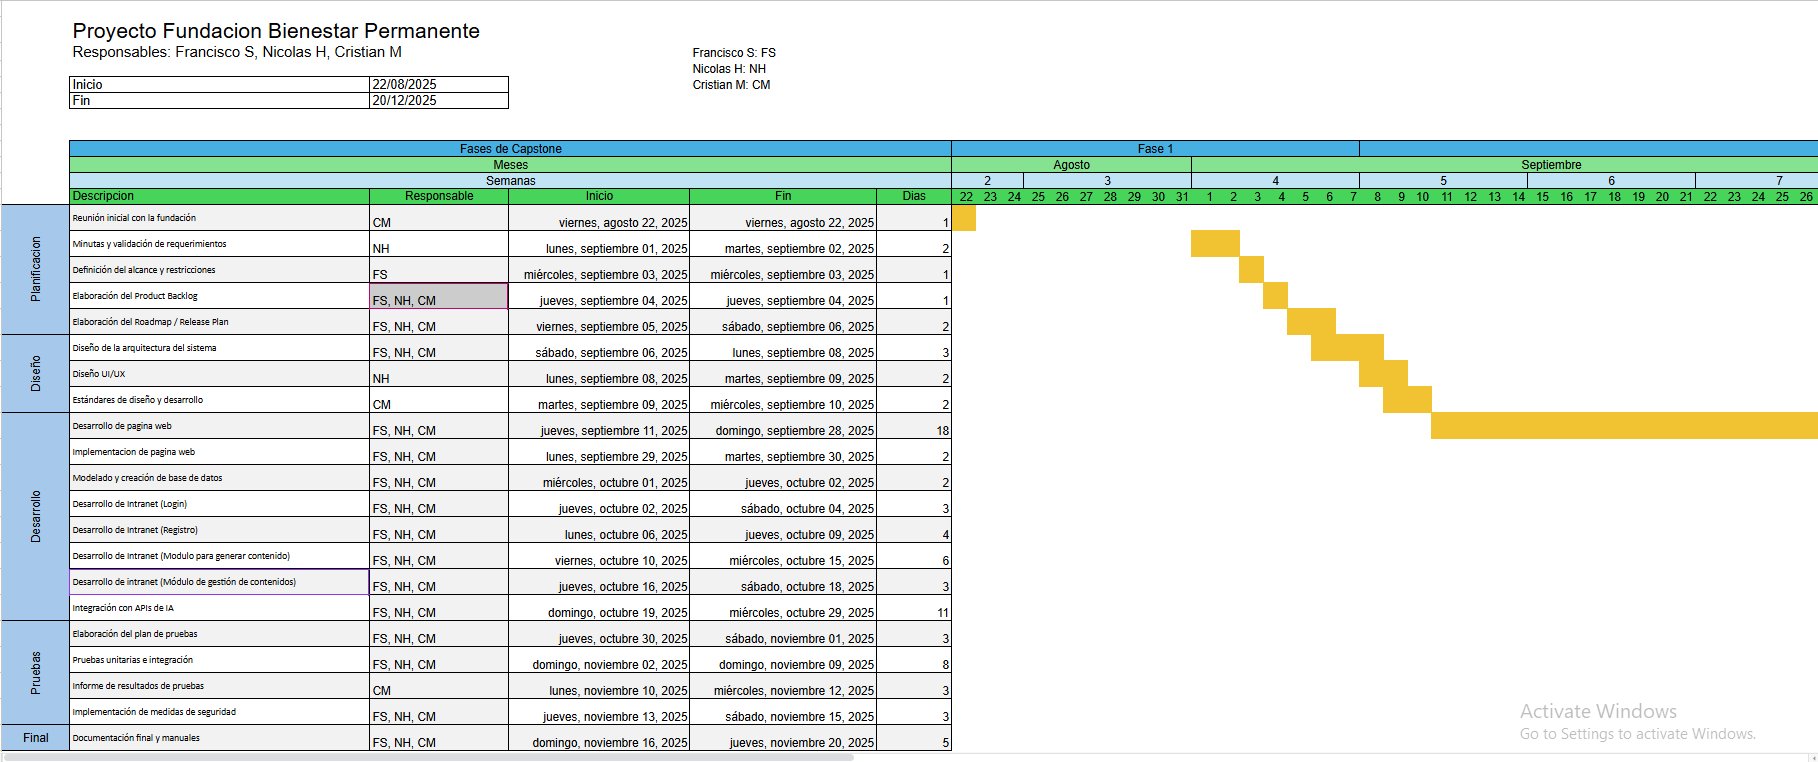 Proyecto Fundacion Bienestar Permanente
Responsables: Francisco S, Nicolas H, Cristian M
Francisco S: FS
Nicolas H: NH
Cristian M: CM
Inicio 22/08/2025
Fin 20/12/2025
Fases de Capstone Fase 1
Meses Agosto Septiembre
Semanas 2 3 4 5 6 7
Descripcion Responsable Inicio Fin Dias 22 23 24 25 26 27 28 29 30 31 1 2 3 4 5 6 7 8 9 10 11 12 13 14 15 16 17 18 19 20 21 22 23 24 25 26
Planificacion
Reunión inicial con la fundación CM viernes, agosto 22, 2025 viernes, agosto 22, 2025 1
Minutas y validación de requerimientos NH lunes, septiembre 01, 2025 martes, septiembre 02, 2025 2
Definición del alcance y restricciones FS miércoles, septiembre 03, 2025 miércoles, septiembre 03, 2025 1
Elaboración del Product Backlog FS, NH, CM jueves, septiembre 04, 2025 jueves, septiembre 04, 2025 1
Elaboración del Roadmap / Release Plan FS, NH, CM viernes, septiembre 05, 2025 sábado, septiembre 06, 2025 2
Diseño
Diseño de la arquitectura del sistema FS, NH, CM sábado, septiembre 06, 2025 lunes, septiembre 08, 2025 3
Diseño UI/UX NH lunes, septiembre 08, 2025 martes, septiembre 09, 2025 2
Estándares de diseño y desarrollo CM martes, septiembre 09, 2025 miércoles, septiembre 10, 2025 2
Desarrollo
Desarrollo de pagina web FS, NH, CM jueves, septiembre 11, 2025 domingo, septiembre 28, 2025 18
Implementacion de pagina web FS, NH, CM lunes, septiembre 29, 2025 martes, septiembre 30, 2025 2
Modelado y creación de base de datos FS, NH, CM miércoles, octubre 01, 2025 jueves, octubre 02, 2025 2
Desarrollo de Intranet (Login) FS, NH, CM jueves, octubre 02, 2025 sábado, octubre 04, 2025 3
Desarrollo de Intranet (Registro) FS, NH, CM lunes, octubre 06, 2025 jueves, octubre 09, 2025 4
Desarrollo de Intranet (Modulo para generar contenido) FS, NH, CM viernes, octubre 10, 2025 miércoles, octubre 15, 2025 6
Desarrollo de intranet (Módulo de gestión de contenidos) FS, NH, CM jueves, octubre 16, 2025 sábado, octubre 18, 2025 3
Integración con APIs de IA FS, NH, CM domingo, octubre 19, 2025 miércoles, octubre 29, 2025 11
Pruebas
Elaboración del plan de pruebas FS, NH, CM jueves, octubre 30, 2025 sábado, noviembre 01, 2025 3
Pruebas unitarias e integración FS, NH, CM domingo, noviembre 02, 2025 domingo, noviembre 09, 2025 8
Informe de resultados de pruebas CM lunes, noviembre 10, 2025 miércoles, noviembre 12, 2025 3
Implementación de medidas de seguridad FS, NH, CM jueves, noviembre 13, 2025 sábado, noviembre 15, 2025 3
Final
Documentación final y manuales FS, NH, CM domingo, noviembre 16, 2025 jueves, noviembre 20, 2025 5
Activate Windows
Go to Settings to activate Windows.